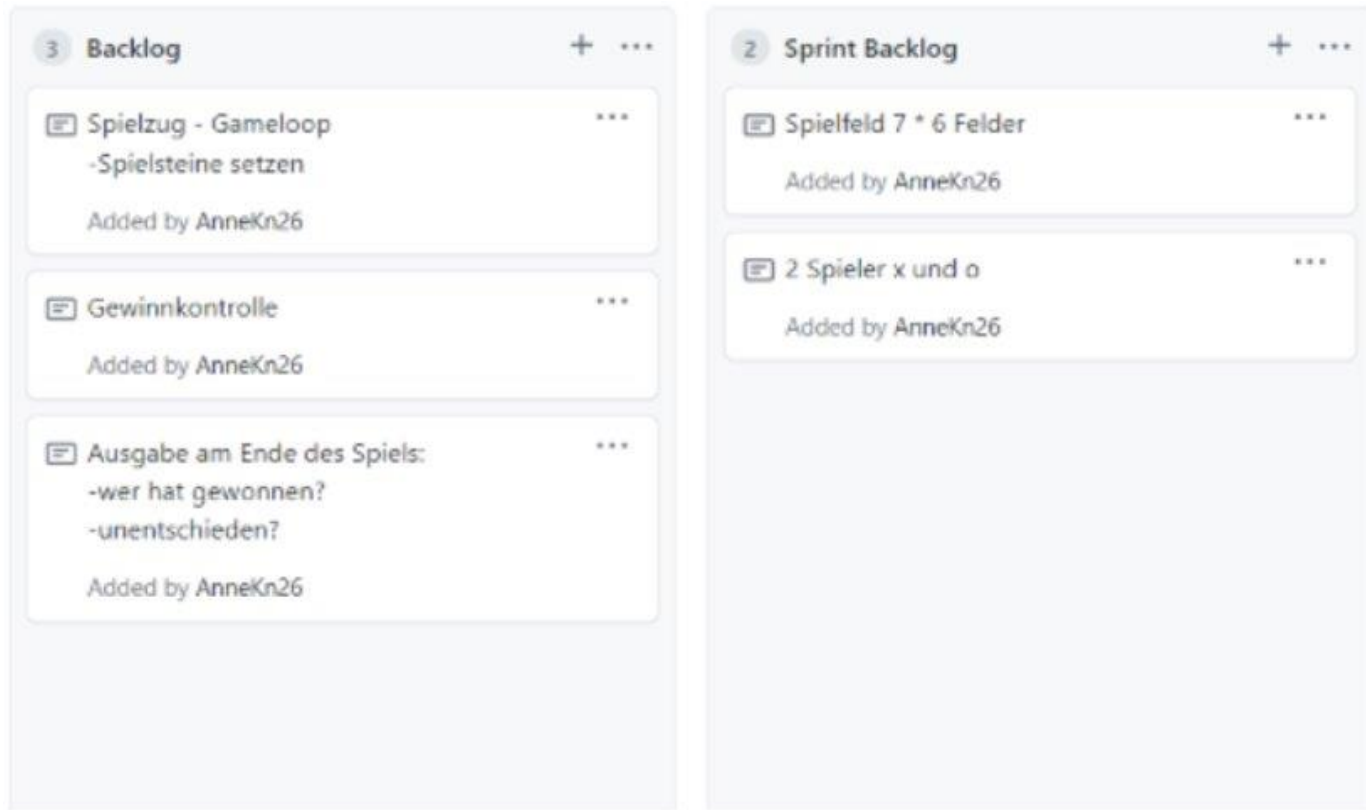 3 Backlog
Spielzug - Gameloop
-Spielsteine setzen
Added by AnneKn26
Gewinnkontrolle
Added by AnneKn26
Ausgabe am Ende des Spiels:
-wer hat gewonnen?
-unentschieden?
Added by AnneKn26
2 Sprint Backlog
Spielfeld 7 * 6 Felder
Added by AnneKn26
2 Spieler x und o
Added by AnneKn26